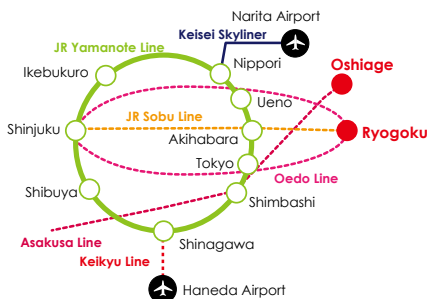 Narita Airport
Keisei Skyliner
JR Yamanote Line
Nippori
Oshiage
Ikebukuro
Ueno
JR Sobu Line
Shinjuku
Ryogoku
Akihabara
Tokyo
Oedo Line
Shibuya
Shimbashi
Asakusa Line
Shinagawa
Keikyu Line
Haneda Airport